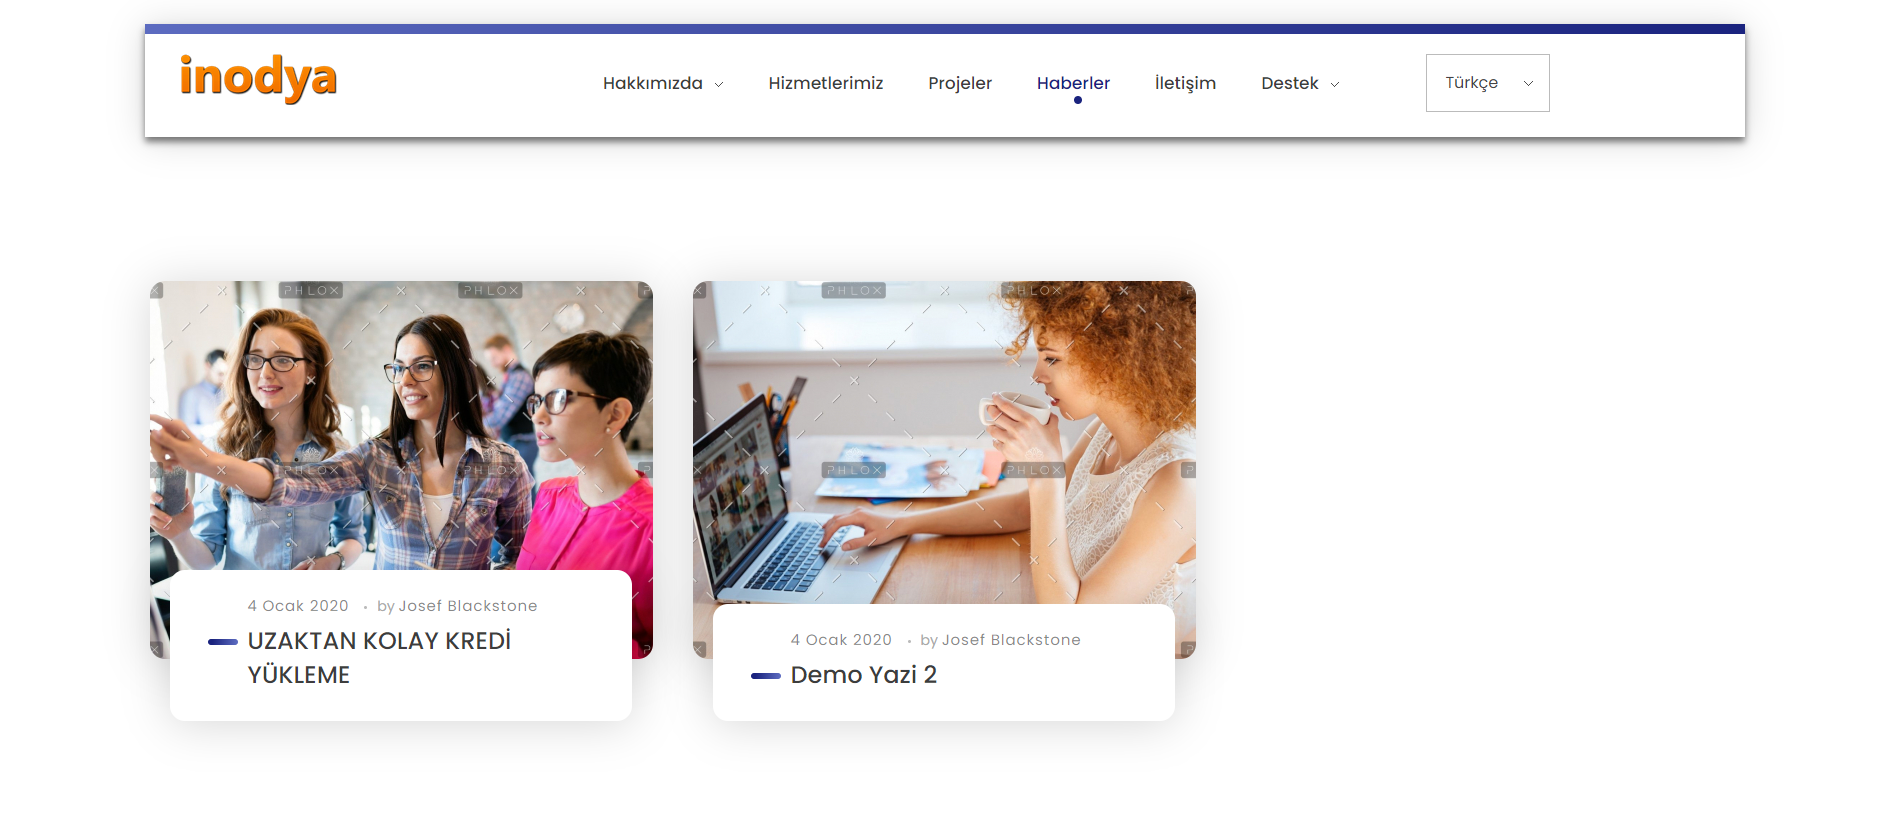 inodya
Hakkımızda Hizmetlerimiz Projeler Haberler İletişim Destek Türkçe
PHLOX PHLOX
PHLOX PHLOX
PHLOX PHLOX
PHLOX PHLOX
4 Ocak 2020 by Josef Blackstone
UZAKTAN KOLAY KREDİ
YÜKLEME
4 Ocak 2020 by Josef Blackstone
Demo Yazi 2